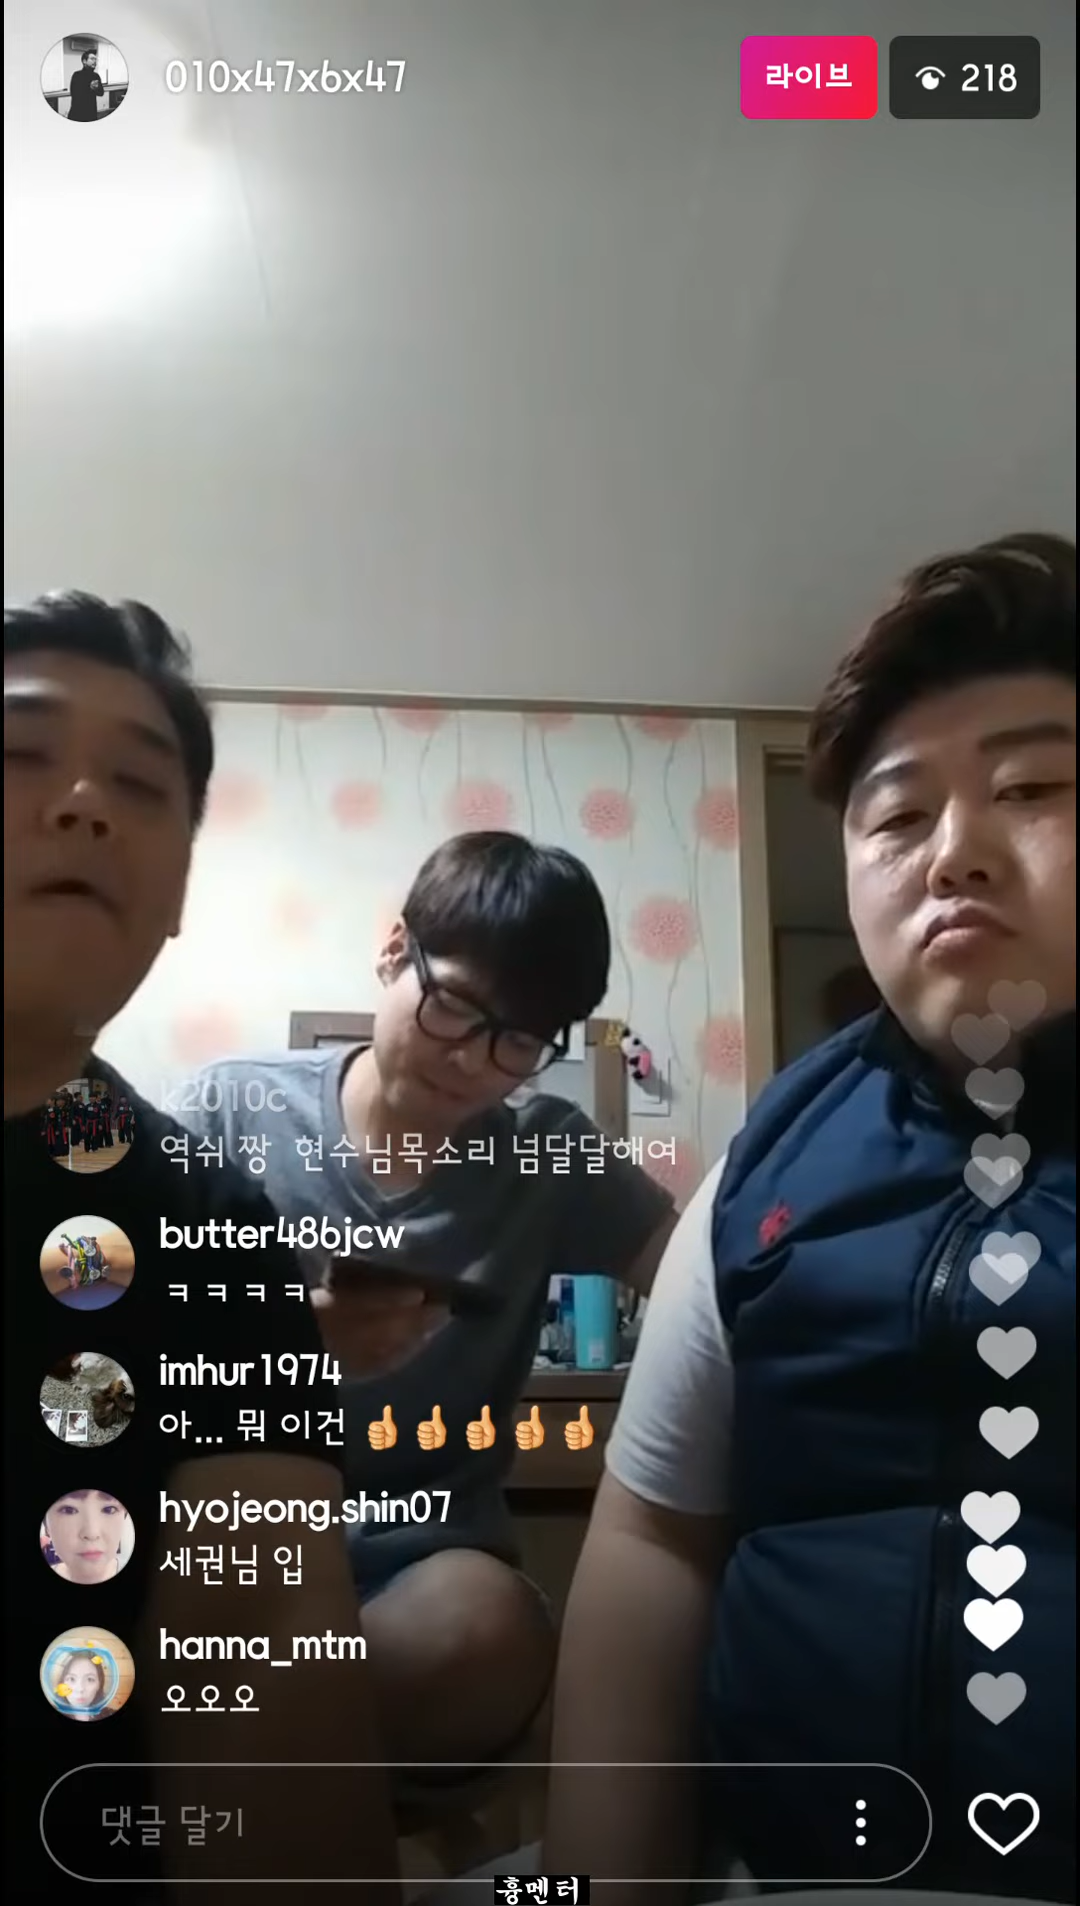 010x47x6x47
라이브
218
k2010c
역쉬 짱 현수님목소리 넘달달해여
butter486jcw
ㅋㅋㅋㅋ
imhur1974
아... 뭐 이건 👍👍👍👍👍
hyojeong.shin07
세권님 입
hanna_mtm
오오오
댓글 달기
흥멘터